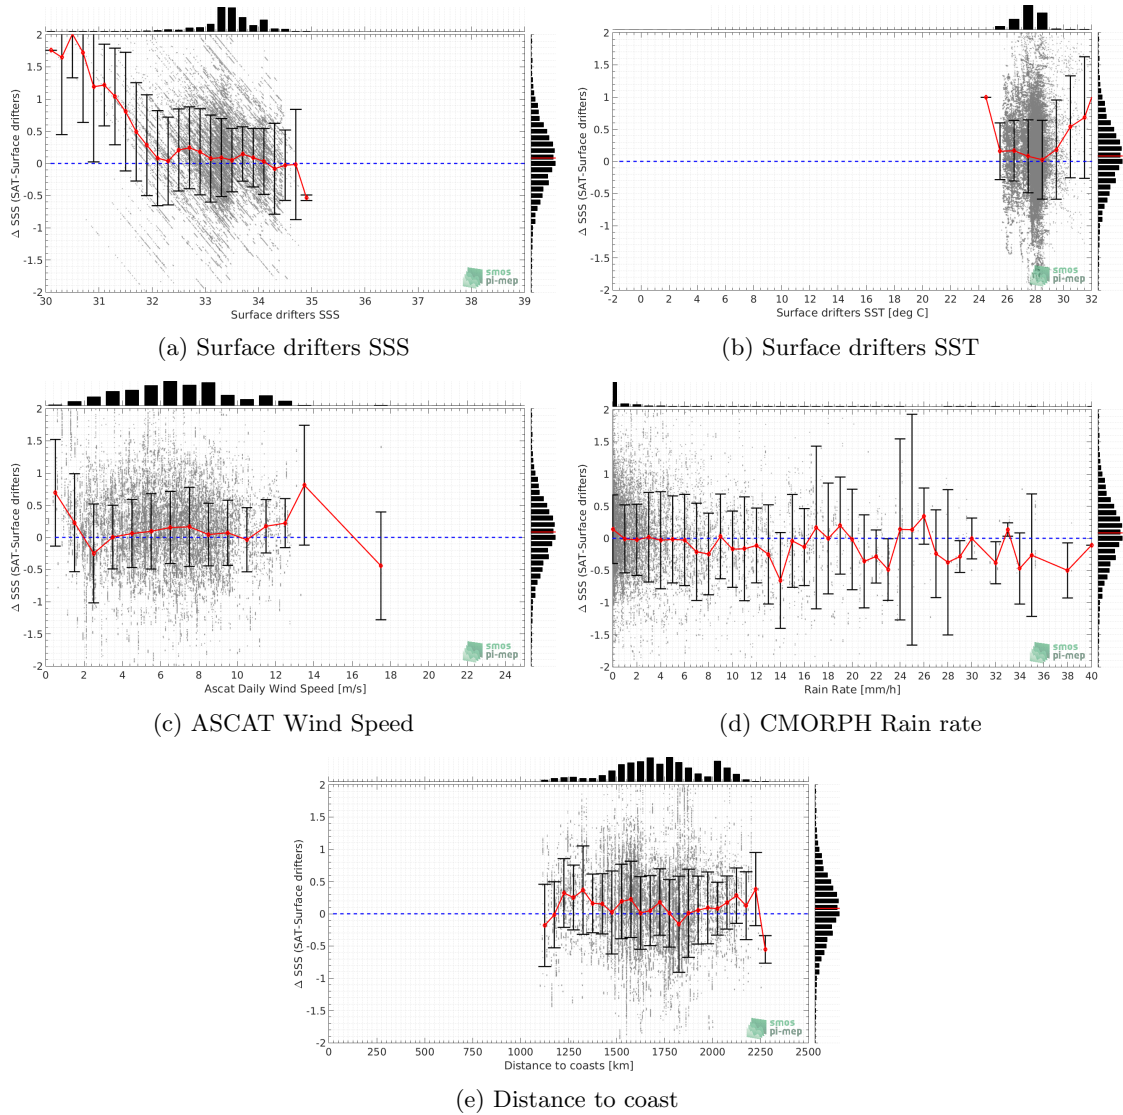 2
1.5
1
0.5
0
-0.5
-1
-1.5
-2
Δ SSS (SAT-Surface drifters)
30 31 32 33 34 35 36 37 38 39
Surface drifters SSS
smos
pi-mep
(a) Surface drifters SSS
2
1.5
1
0.5
0
-0.5
-1
-1.5
-2
Δ SSS (SAT-Surface drifters)
-2 0 2 4 6 8 10 12 14 16 18 20 22 24 26 28 30 32
Surface drifters SST [deg C]
smos
pi-mep
(b) Surface drifters SST
2
1.5
1
0.5
0
-0.5
-1
-1.5
-2
Δ SSS (SAT-Surface drifters)
0 2 4 6 8 10 12 14 16 18 20 22 24
Ascat Daily Wind Speed [m/s]
smos
pi-mep
(c) ASCAT Wind Speed
2
1.5
1
0.5
0
-0.5
-1
-1.5
-2
Δ SSS (SAT-Surface drifters)
0 2 4 6 8 10 12 14 16 18 20 22 24 26 28 30 32 34 36 38 40
Rain Rate [mm/h]
smos
pi-mep
(d) CMORPH Rain rate
2
1.5
1
0.5
0
-0.5
-1
-1.5
-2
Δ SSS (SAT-Surface drifters)
0 250 500 750 1000 1250 1500 1750 2000 2250 2500
Distance to coasts [km]
smos
pi-mep
(e) Distance to coast